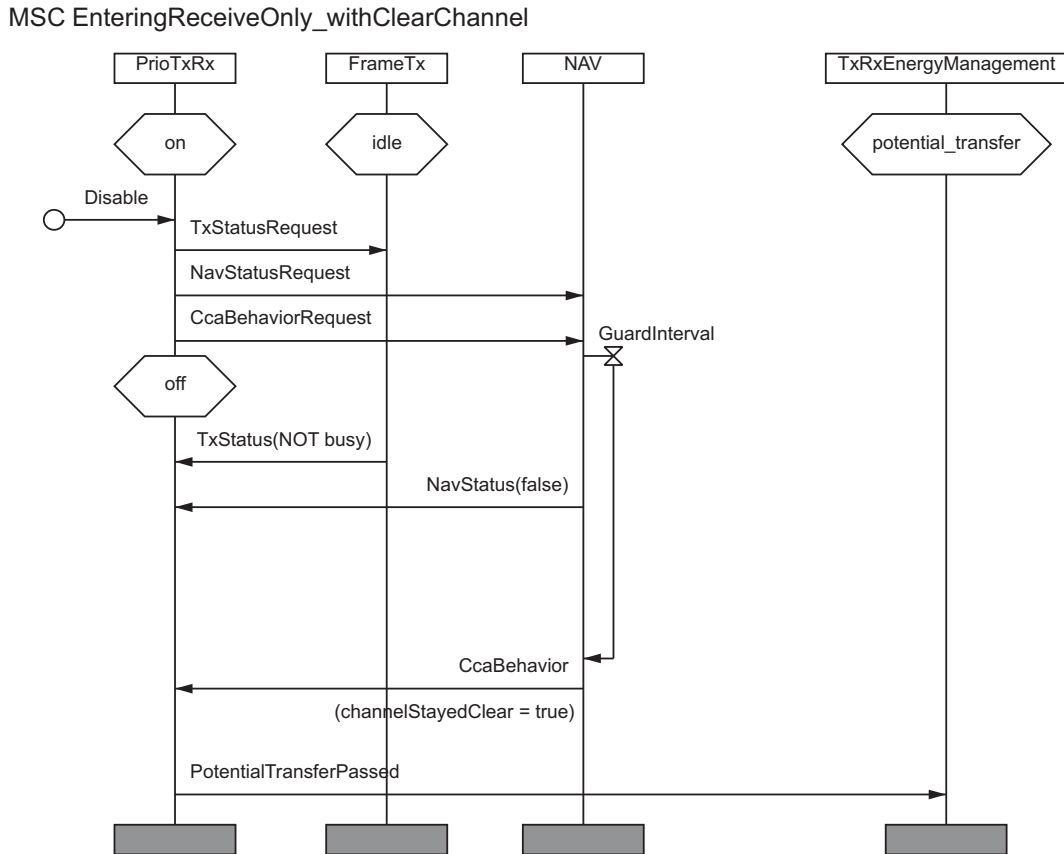 MSC EnteringReceiveOnly_withClearChannel
PrioTxRx
FrameTx
NAV
TxRxEnergyManagement
on
idle
potential_transfer
Disable
TxStatusRequest
NavStatusRequest
CcaBehaviorRequest
GuardInterval
off
TxStatus(NOT busy)
NavStatus(false)
CcaBehavior
(channelStayedClear = true)
PotentialTransferPassed